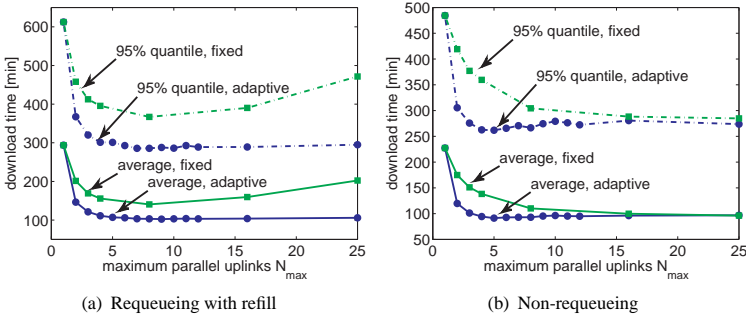 600
500
400
300
200
100
download time [min]
95% quantile, fixed
95% quantile, adaptive
average, fixed
average, adaptive
0 5 10 15 20 25
maximum parallel uplinks N_max
(a) Requeueing with refill
500
450
400
350
300
250
200
150
100
50
download time [min]
95% quantile, fixed
95% quantile, adaptive
average, fixed
average, adaptive
0 5 10 15 20 25
maximum parallel uplinks N_max
(b) Non-requeueing